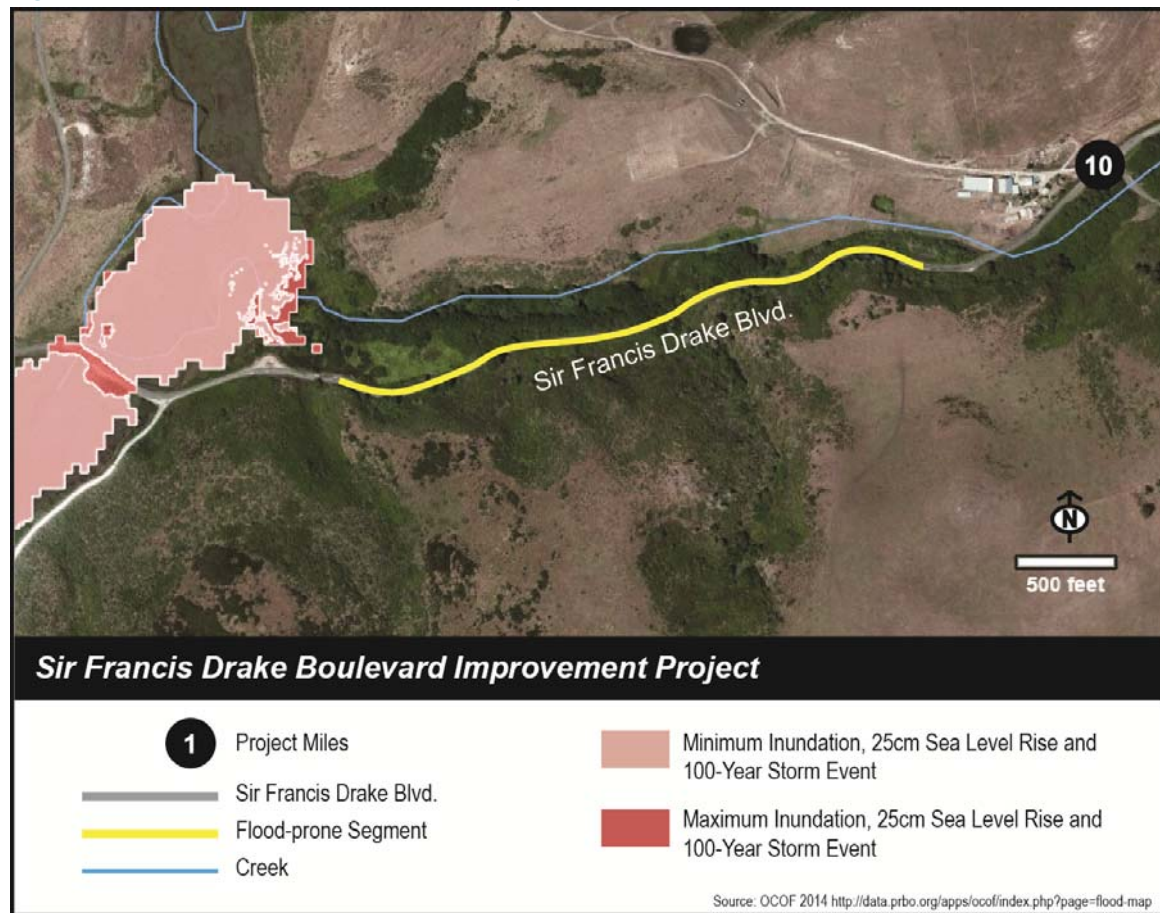 10
Sir Francis Drake Blvd.
N
500 feet
Sir Francis Drake Boulevard Improvement Project
1 Project Miles
Sir Francis Drake Blvd.
Flood-prone Segment
Creek
Minimum Inundation, 25cm Sea Level Rise and
100-Year Storm Event
Maximum Inundation, 25cm Sea Level Rise and
100-Year Storm Event
Source: OCOF 2014 http://data.prbo.org/apps/ocof/index.php?page=flood-map